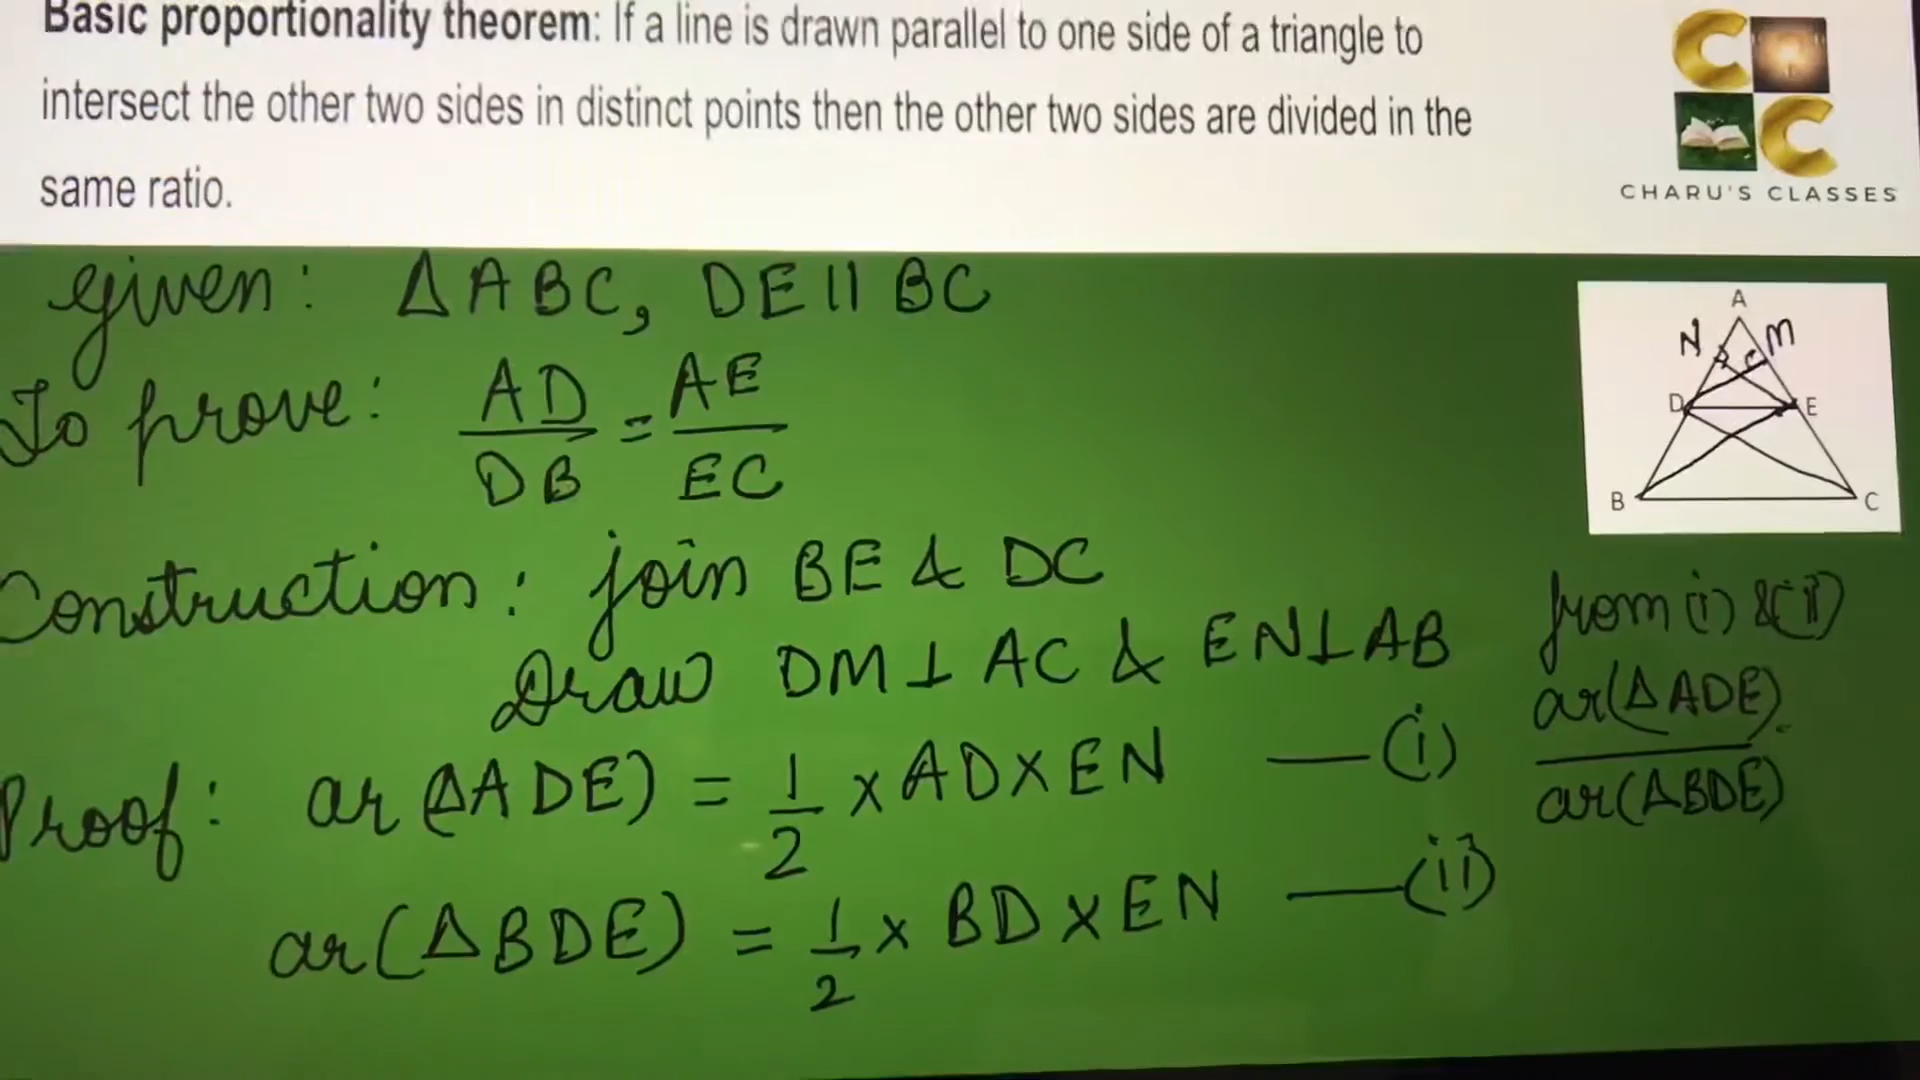 Basic proportionality theorem: If a line is drawn parallel to one side of a triangle to
intersect the other two sides in distinct points then the other two sides are divided in the
same ratio.
C C
CHARU'S CLASSES
given: ΔABC, DE || BC
To prove: AD/DB = AE/EC
A
N M
D E
B C
Construction: join BE & DC
Draw DM ⊥ AC & EN ⊥ AB
Proof: ar(ΔADE) = 1/2 × AD × EN —(i)
ar(ΔBDE) = 1/2 × BD × EN —(ii)
from (i) & (ii)
ar(ΔADE)
ar(ΔBDE)